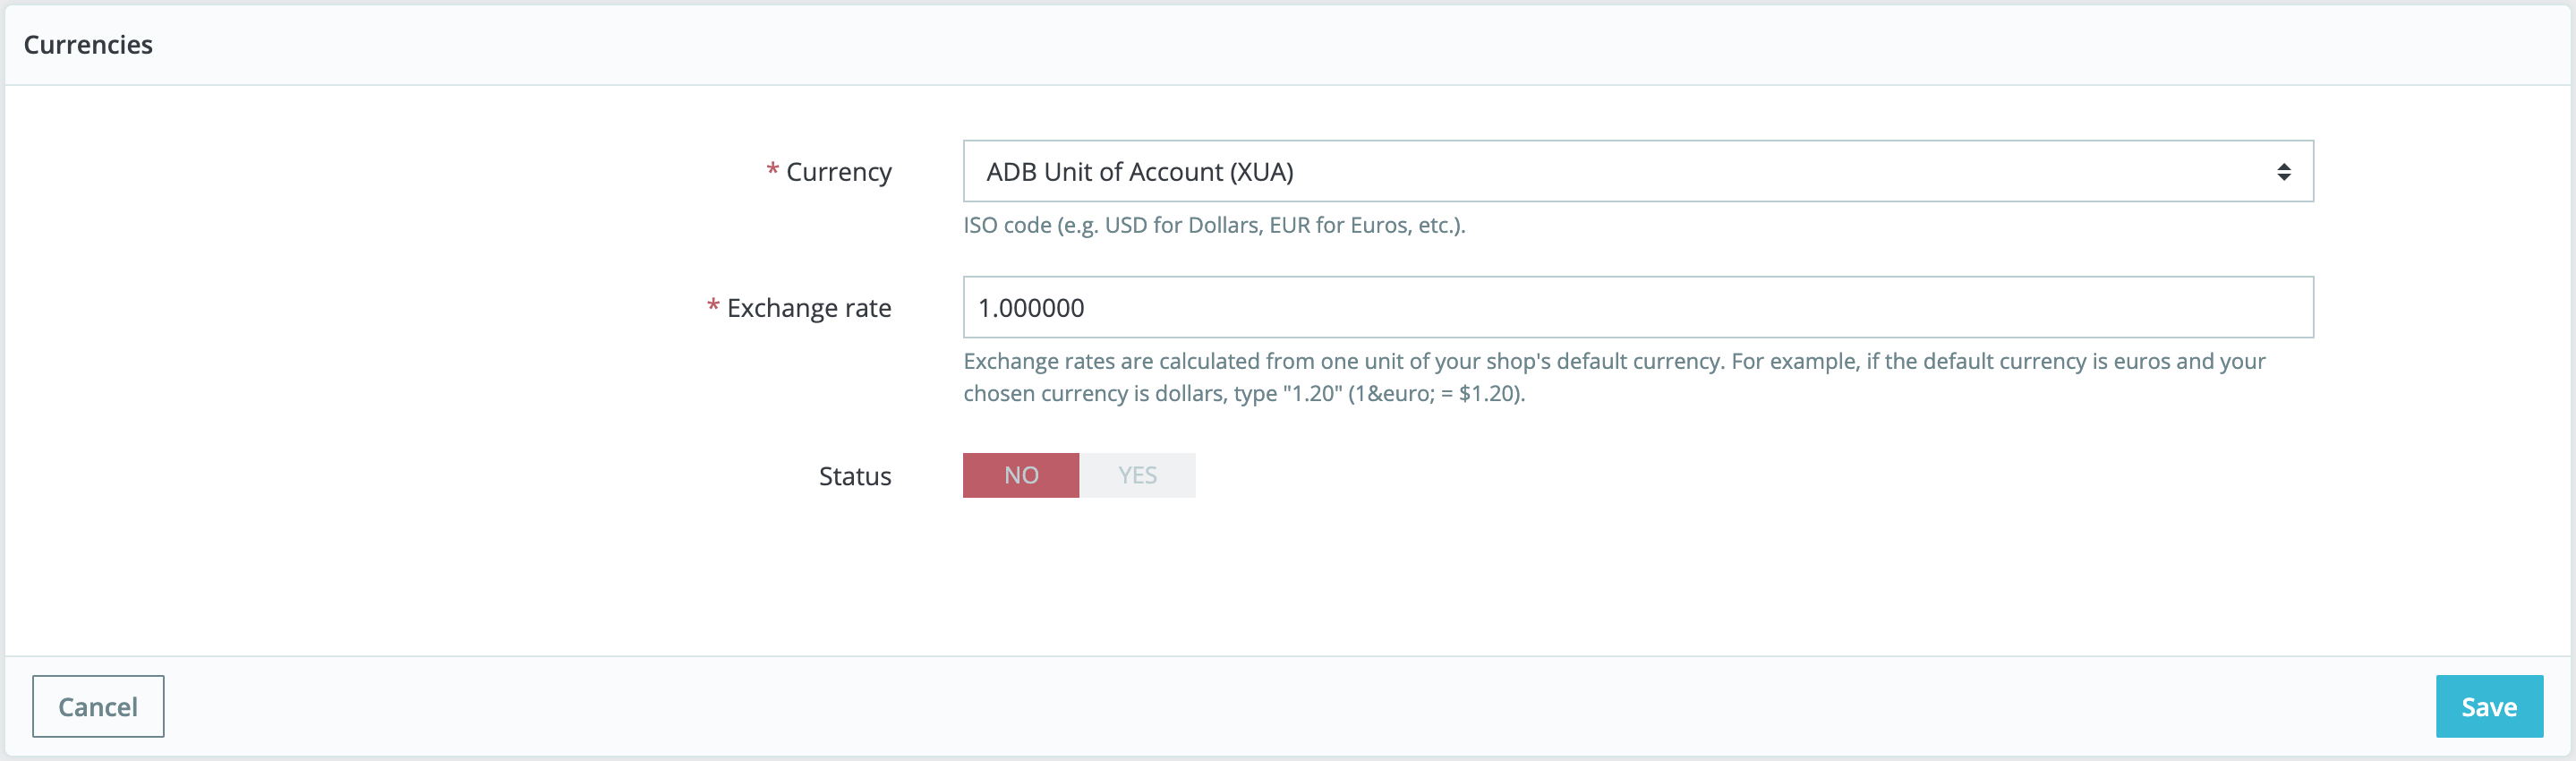 Currencies
* Currency
ADB Unit of Account (XUA)
ISO code (e.g. USD for Dollars, EUR for Euros, etc.).
* Exchange rate
1.000000
Exchange rates are calculated from one unit of your shop's default currency. For example, if the default currency is euros and your
chosen currency is dollars, type "1.20" (1&euro; = $1.20).
Status
NO YES
Cancel
Save